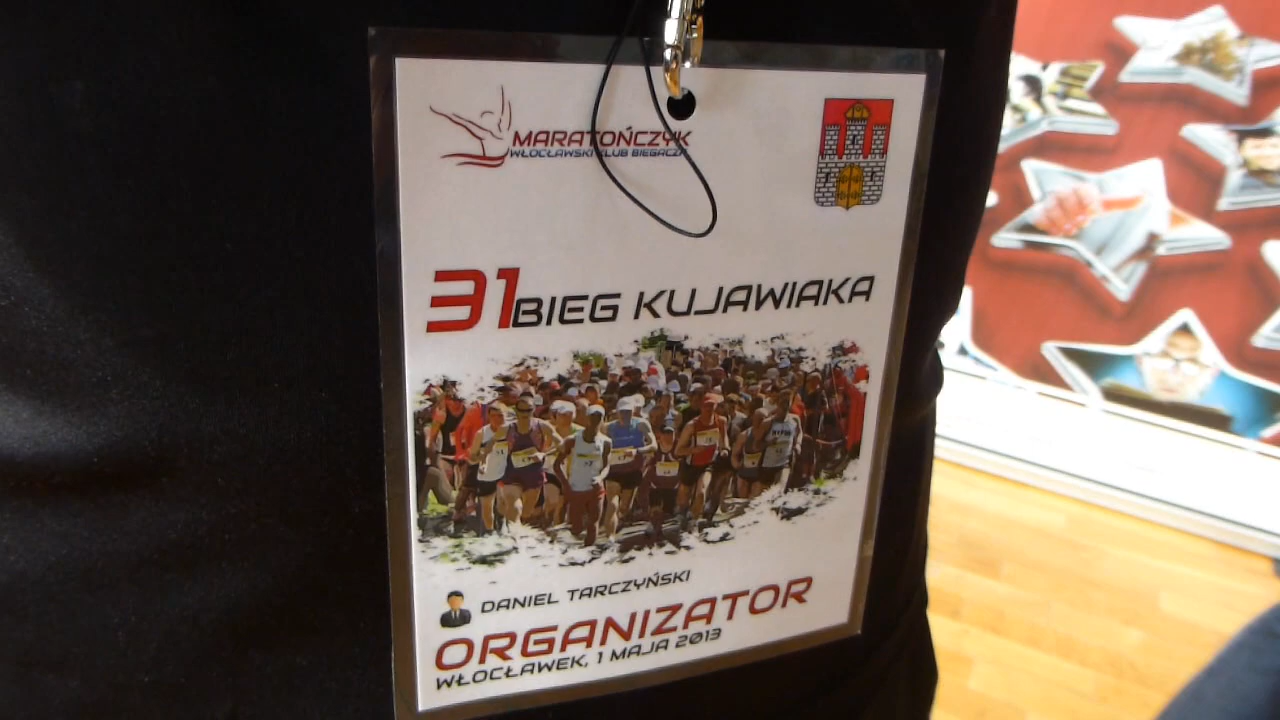 MARATOŃCZYK
WŁOCŁAWSKI KLUB BIEGACZA
31 BIEG KUJAWIAKA
DANIEL TARCZYŃSKI
ORGANIZATOR
WŁOCŁAWEK, 1 MAJA 2013